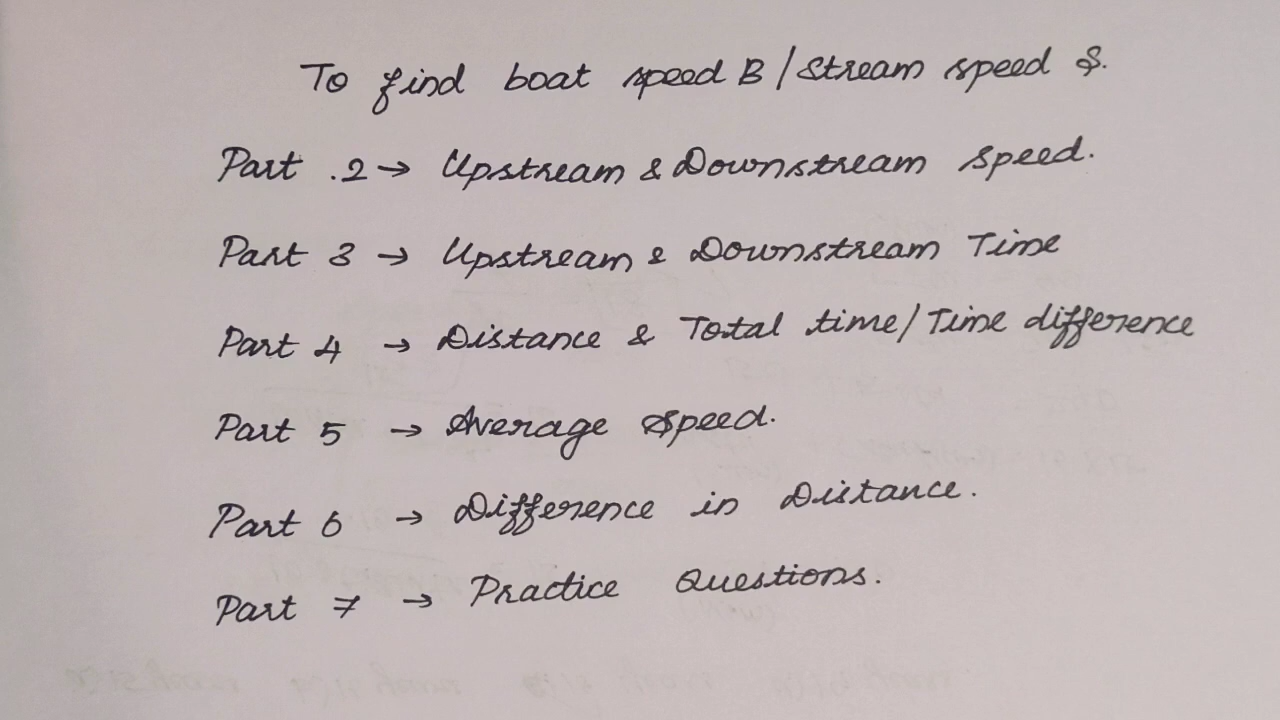 To find boat speed B/Stream speed S.
Part .2→ Upstream & Downstream speed.
Part 3 → Upstream & Downstream Time
Part 4 → Distance & Total time/Time difference
Part 5 → Average Speed.
Part 6 → Difference in Distance.
Part 7 → Practice Questions.